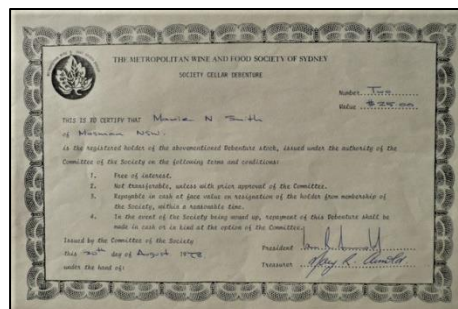 THE METROPOLITAN WINE AND FOOD SOCIETY OF SYDNEY
SOCIETY CELLAR DEBENTURE
Number. Two
Value $25.00
THIS IS TO CERTIFY THAT N Smith
of Mosman NSW.
is the registered holder of the abovementioned Debenture stock, issued under the authority of the
Committee of the Society on the following terms and conditions:
1. Free of interest.
2. Not transferable, unless with prior approval of the Committee.
3. Repayable in cash at face value on resignation of the holder from membership of
the Society, within a reasonable time.
4. In the event of the Society being wound up, repayment of this Debenture shall be
made in cash or in kind at the option of the Committee.
Issued by the Committee of the Society
this day of August
President
under the hand of:
Treasurer R. Arnold